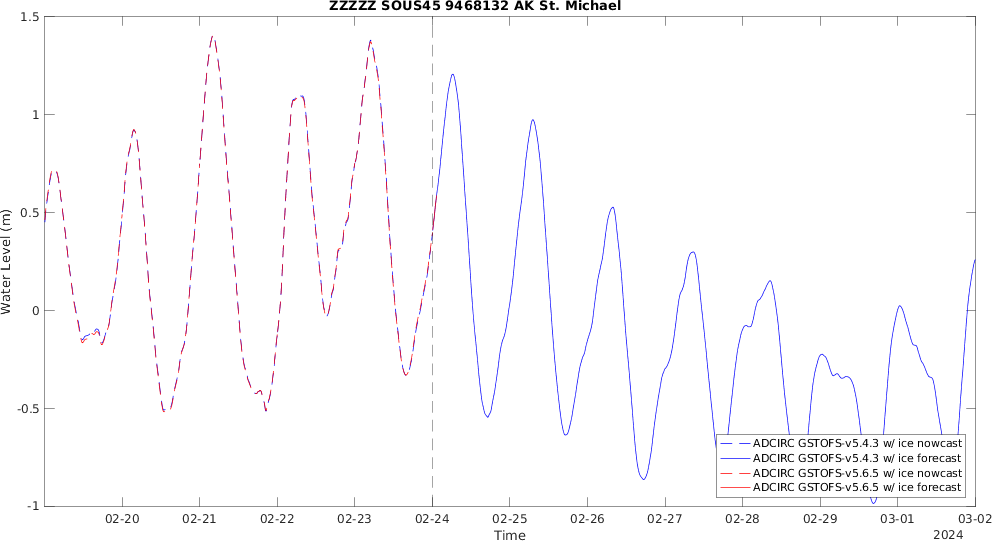 ZZZZZ SOUS45 9468132 AK St. Michael
Water Level (m)
1.5
1
0.5
0
-0.5
-1
ADCIRC GSTOFS-v5.4.3 w/ ice nowcast
ADCIRC GSTOFS-v5.4.3 w/ ice forecast
ADCIRC GSTOFS-v5.6.5 w/ ice nowcast
ADCIRC GSTOFS-v5.6.5 w/ ice forecast
02-20 02-21 02-22 02-23 02-24 02-25 02-26 02-27 02-28 02-29 03-01 03-02
Time
2024